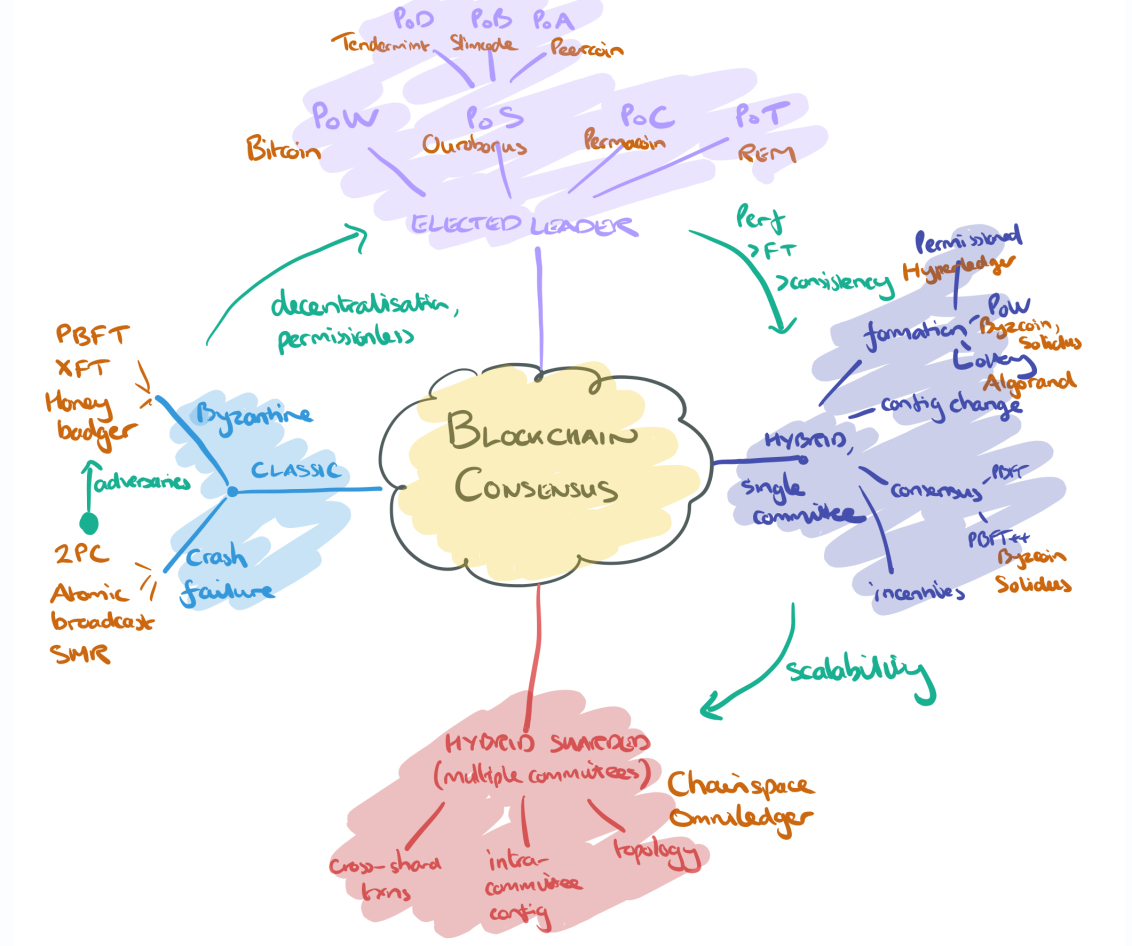 PoD PoB PoA
Tendermint Slimcode Peercoin
PoW PoS PoC PoT
Bitcoin Ouroborus Permacoin REM
ELECTED LEADER
Perf
>FT
>consistency
decentralisation,
permissionless
Permissioned
Hyperledger
formation
PoW
Byzcoin,
Solidus
Lottery
Algorand
config change
HYBRID,
single
committee
consensus
PBFT
PBFT++
Byzcoin
Solidus
incentives
PBFT
XFT
Honey
badger
adversaries
2PC
Atomic
broadcast
SMR
Byzantine
CLASSIC
Crash
failure
BLOCKCHAIN
CONSENSUS
scalability
HYBRID SHARDED
(multiple committees)
Chainspace
Omniledger
cross-shard
txns
intra-
committee
config
topology